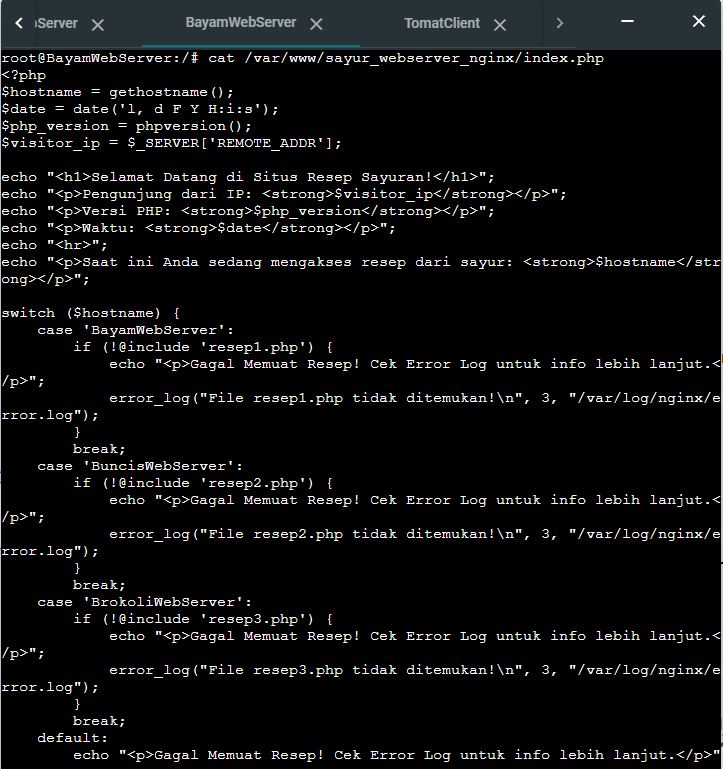 oServer
BayamWebServer
TomatClient
root@BayamWebServer:/# cat /var/www/sayur_webserver_nginx/index.php
<?php
$hostname = gethostname();
$date = date('l, d F Y H:i:s');
$php_version = phpversion();
$visitor_ip = $_SERVER['REMOTE_ADDR'];

echo "<h1>Selamat Datang di Situs Resep Sayuran!</h1>";
echo "<p>Pengunjung dari IP: <strong>$visitor_ip</strong></p>";
echo "<p>Versi PHP: <strong>$php_version</strong></p>";
echo "<p>Waktu: <strong>$date</strong></p>";
echo "<hr>";
echo "<p>Saat ini Anda sedang mengakses resep dari sayur: <strong>$hostname</str
ong></p>";

switch ($hostname) {
    case 'BayamWebServer':
        if (!@include 'resep1.php') {
            echo "<p>Gagal Memuat Resep! Cek Error Log untuk info lebih lanjut.<
/p>";
            error_log("File resep1.php tidak ditemukan!\n", 3, "/var/log/nginx/e
rror.log");
        }
        break;
    case 'BuncisWebServer':
        if (!@include 'resep2.php') {
            echo "<p>Gagal Memuat Resep! Cek Error Log untuk info lebih lanjut.<
/p>";
            error_log("File resep2.php tidak ditemukan!\n", 3, "/var/log/nginx/e
rror.log");
        }
        break;
    case 'BrokoliWebServer':
        if (!@include 'resep3.php') {
            echo "<p>Gagal Memuat Resep! Cek Error Log untuk info lebih lanjut.<
/p>";
            error_log("File resep3.php tidak ditemukan!\n", 3, "/var/log/nginx/e
rror.log");
        }
        break;
    default:
        echo "<p>Gagal Memuat Resep! Cek Error Log untuk info lebih lanjut.</p>"